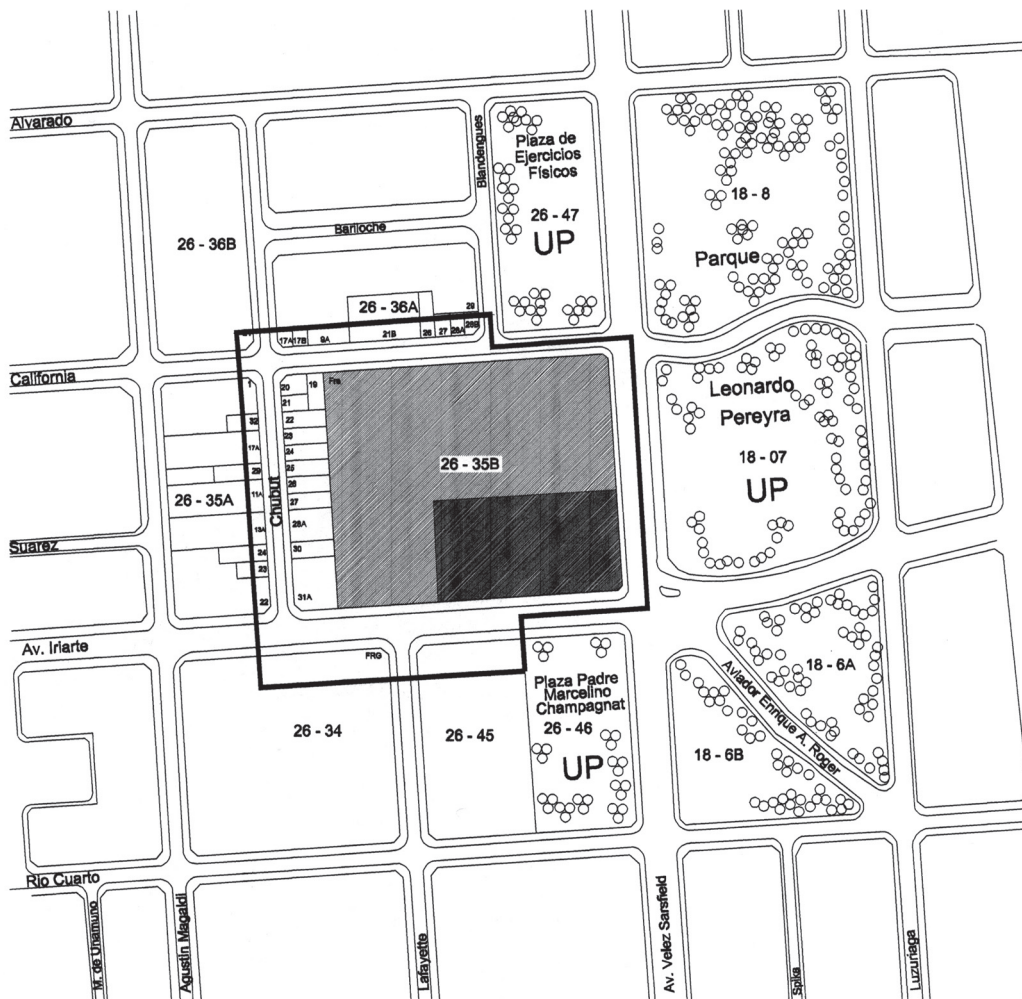 Alvarado
Blandengues
Plaza de
Ejercicios
Físicos
26 - 47
UP
18 - 8
Parque
26 - 36B
Bariloche
26 - 36A
29
17A
17B
9A
21B
26
27
28A
28B
California
1
32
17A
29
11A
13A
24
23
22
26 - 35A
Chubut
20
19
21
22
23
24
25
26
27
28A
30
31A
Fra
26 - 35B
Leonardo
Pereyra
18 - 07
UP
Suarez
Av. Iriarte
FRG
26 - 34
26 - 45
Plaza Padre
Marcelino
Champagnat
26 - 46
UP
18 - 6A
Aviador Enrique A. Roger
18 - 6B
Rio Cuarto
M. de Unamuno
Agustín Magaldi
Lafayette
Av. Velez Sarsfield
Spika
Luzuriaga